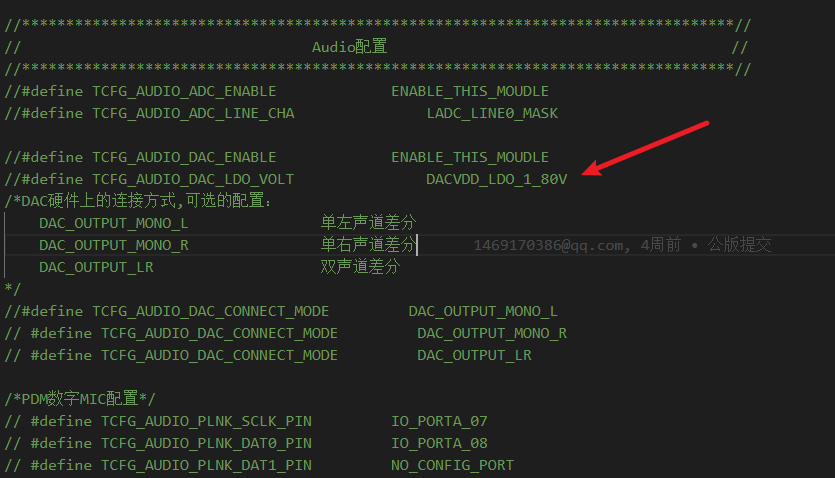 //*********************************************************************************//
// Audio配置 //
//*********************************************************************************//
//#define TCFG_AUDIO_ADC_ENABLE ENABLE_THIS_MOUDLE
//#define TCFG_AUDIO_ADC_LINE_CHA LADC_LINE0_MASK
//#define TCFG_AUDIO_DAC_ENABLE ENABLE_THIS_MOUDLE
//#define TCFG_AUDIO_DAC_LDO_VOLT DACVDD_LDO_1_80V
/*DAC硬件上的连接方式,可选的配置：
DAC_OUTPUT_MONO_L 单左声道差分
DAC_OUTPUT_MONO_R 单右声道差分 1469170386@qq.com, 4周前 • 公版提交
DAC_OUTPUT_LR 双声道差分
*/
//#define TCFG_AUDIO_DAC_CONNECT_MODE DAC_OUTPUT_MONO_L
// #define TCFG_AUDIO_DAC_CONNECT_MODE DAC_OUTPUT_MONO_R
// #define TCFG_AUDIO_DAC_CONNECT_MODE DAC_OUTPUT_LR
/*PDM数字MIC配置*/
// #define TCFG_AUDIO_PLNK_SCLK_PIN IO_PORTA_07
// #define TCFG_AUDIO_PLNK_DAT0_PIN IO_PORTA_08
// #define TCFG_AUDIO_PLNK_DAT1_PIN NO_CONFIG_PORT